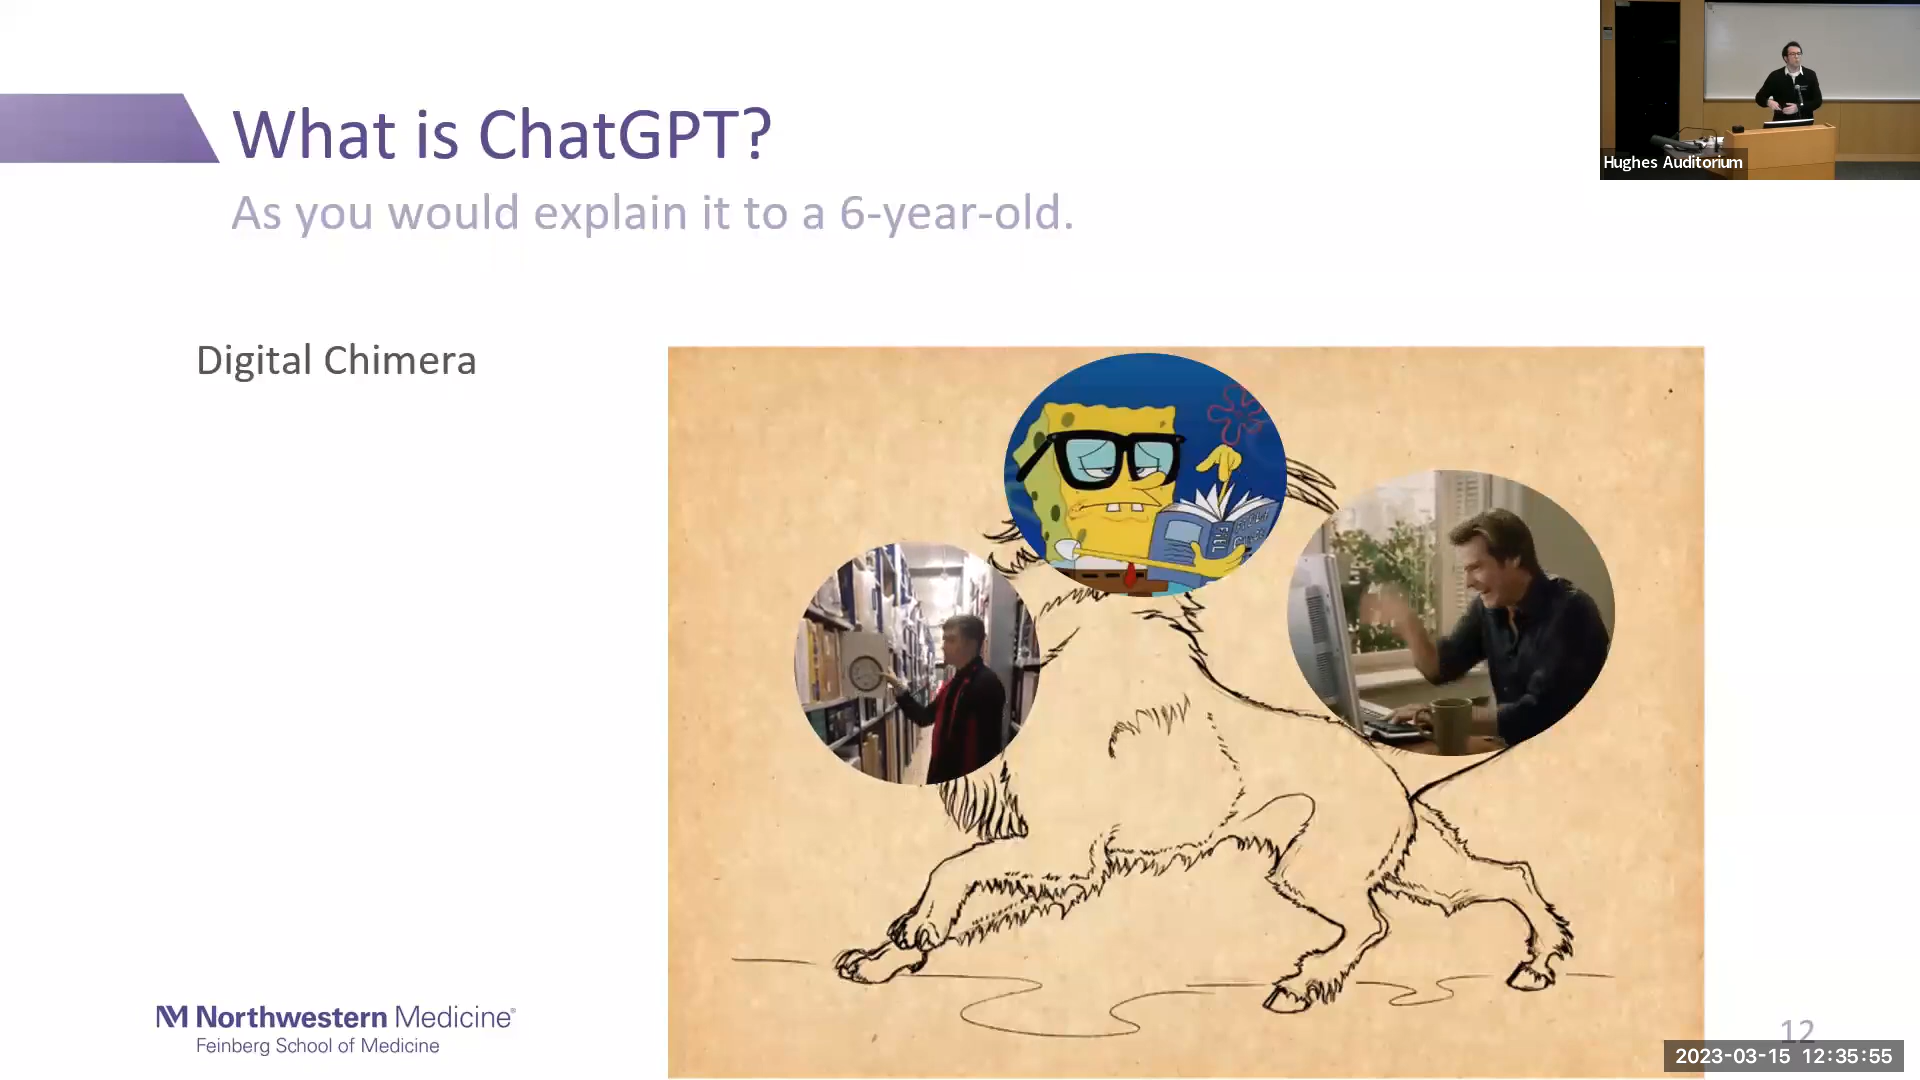 What is ChatGPT?
As you would explain it to a 6-year-old.
Hughes Auditorium
Digital Chimera
Northwestern Medicine®
Feinberg School of Medicine
12
2023-03-15 12:35:55